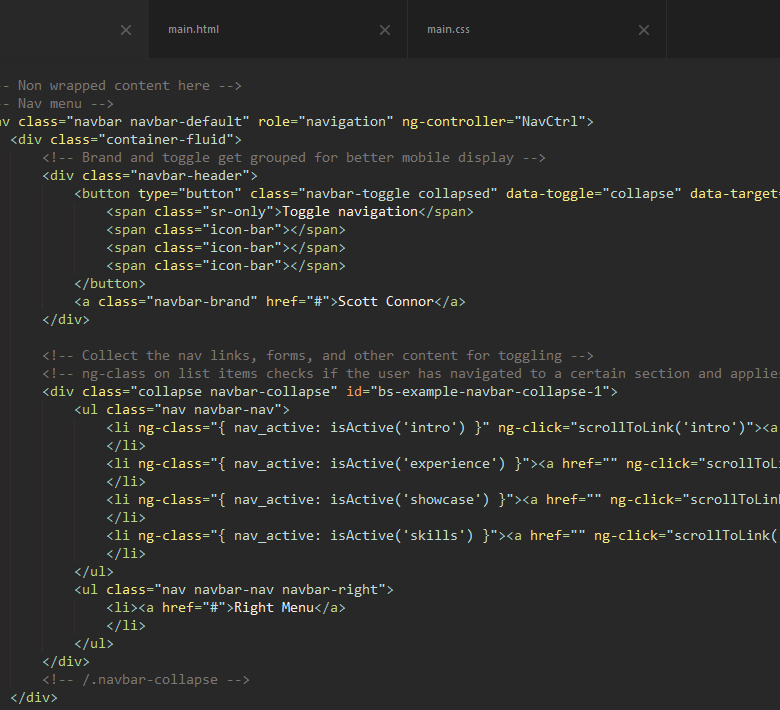 main.html
main.css
-- Non wrapped content here -->
-- Nav menu -->
av class="navbar navbar-default" role="navigation" ng-controller="NavCtrl">
<div class="container-fluid">
<!-- Brand and toggle get grouped for better mobile display -->
<div class="navbar-header">
<button type="button" class="navbar-toggle collapsed" data-toggle="collapse" data-target=
<span class="sr-only">Toggle navigation</span>
<span class="icon-bar"></span>
<span class="icon-bar"></span>
<span class="icon-bar"></span>
</button>
<a class="navbar-brand" href="#">Scott Connor</a>
</div>
<!-- Collect the nav links, forms, and other content for toggling -->
<!-- ng-class on list items checks if the user has navigated to a certain section and applies
<div class="collapse navbar-collapse" id="bs-example-navbar-collapse-1">
<ul class="nav navbar-nav">
<li ng-class="{ nav_active: isActive('intro') }" ng-click="scrollToLink('intro')"><a
</li>
<li ng-class="{ nav_active: isActive('experience') }"><a href="" ng-click="scrollToLi
</li>
<li ng-class="{ nav_active: isActive('showcase') }"><a href="" ng-click="scrollToLink
</li>
<li ng-class="{ nav_active: isActive('skills') }"><a href="" ng-click="scrollToLink(
</li>
</ul>
<ul class="nav navbar-nav navbar-right">
<li><a href="#">Right Menu</a>
</li>
</ul>
</div>
<!-- /.navbar-collapse -->
</div>